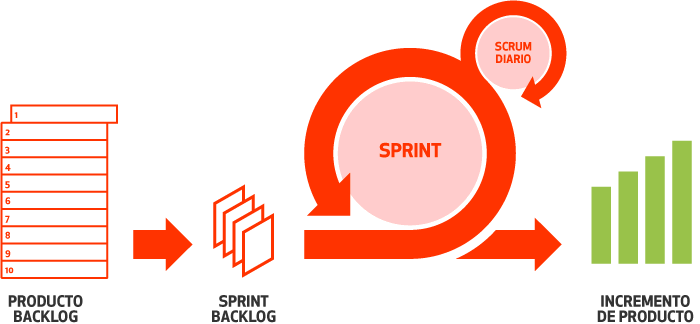 1
2
3
4
5
6
7
8
9
10
PRODUCTO
BACKLOG
SPRINT
BACKLOG
SPRINT
SCRUM
DIARIO
INCREMENTO
DE PRODUCTO